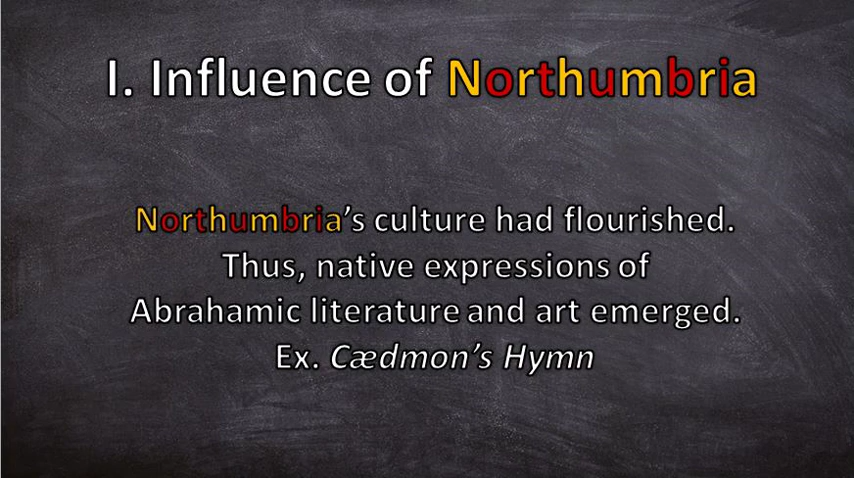 I. Influence of Northumbria
Northumbria’s culture had flourished.
Thus, native expressions of
Abrahamic literature and art emerged.
Ex. Cædmon’s Hymn